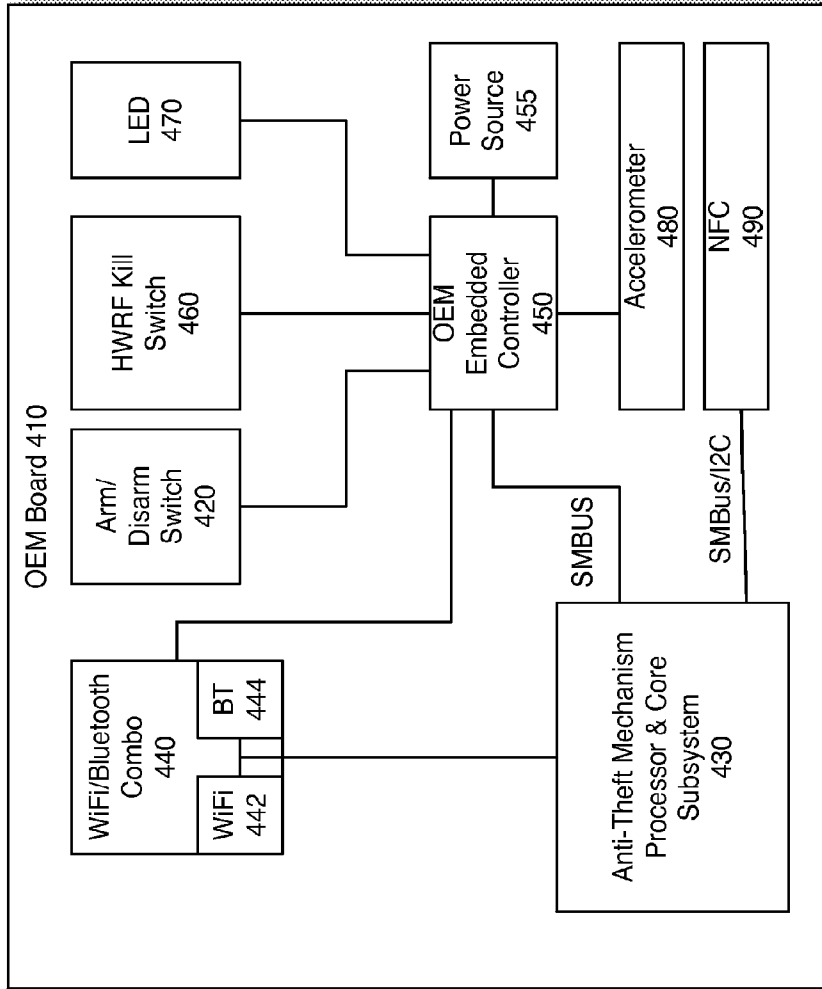 OEM Board 410
WiFi/Bluetooth
Combo
440
WiFi
442
BT
444
Arm/
Disarm
Switch
420
HWRF Kill
Switch
460
LED
470
OEM
Embedded
Controller
450
Power
Source
455
SMBUS
Anti-Theft Mechanism
Processor & Core
Subsystem
430
SMBus/I2C
Accelerometer
480
NFC
490